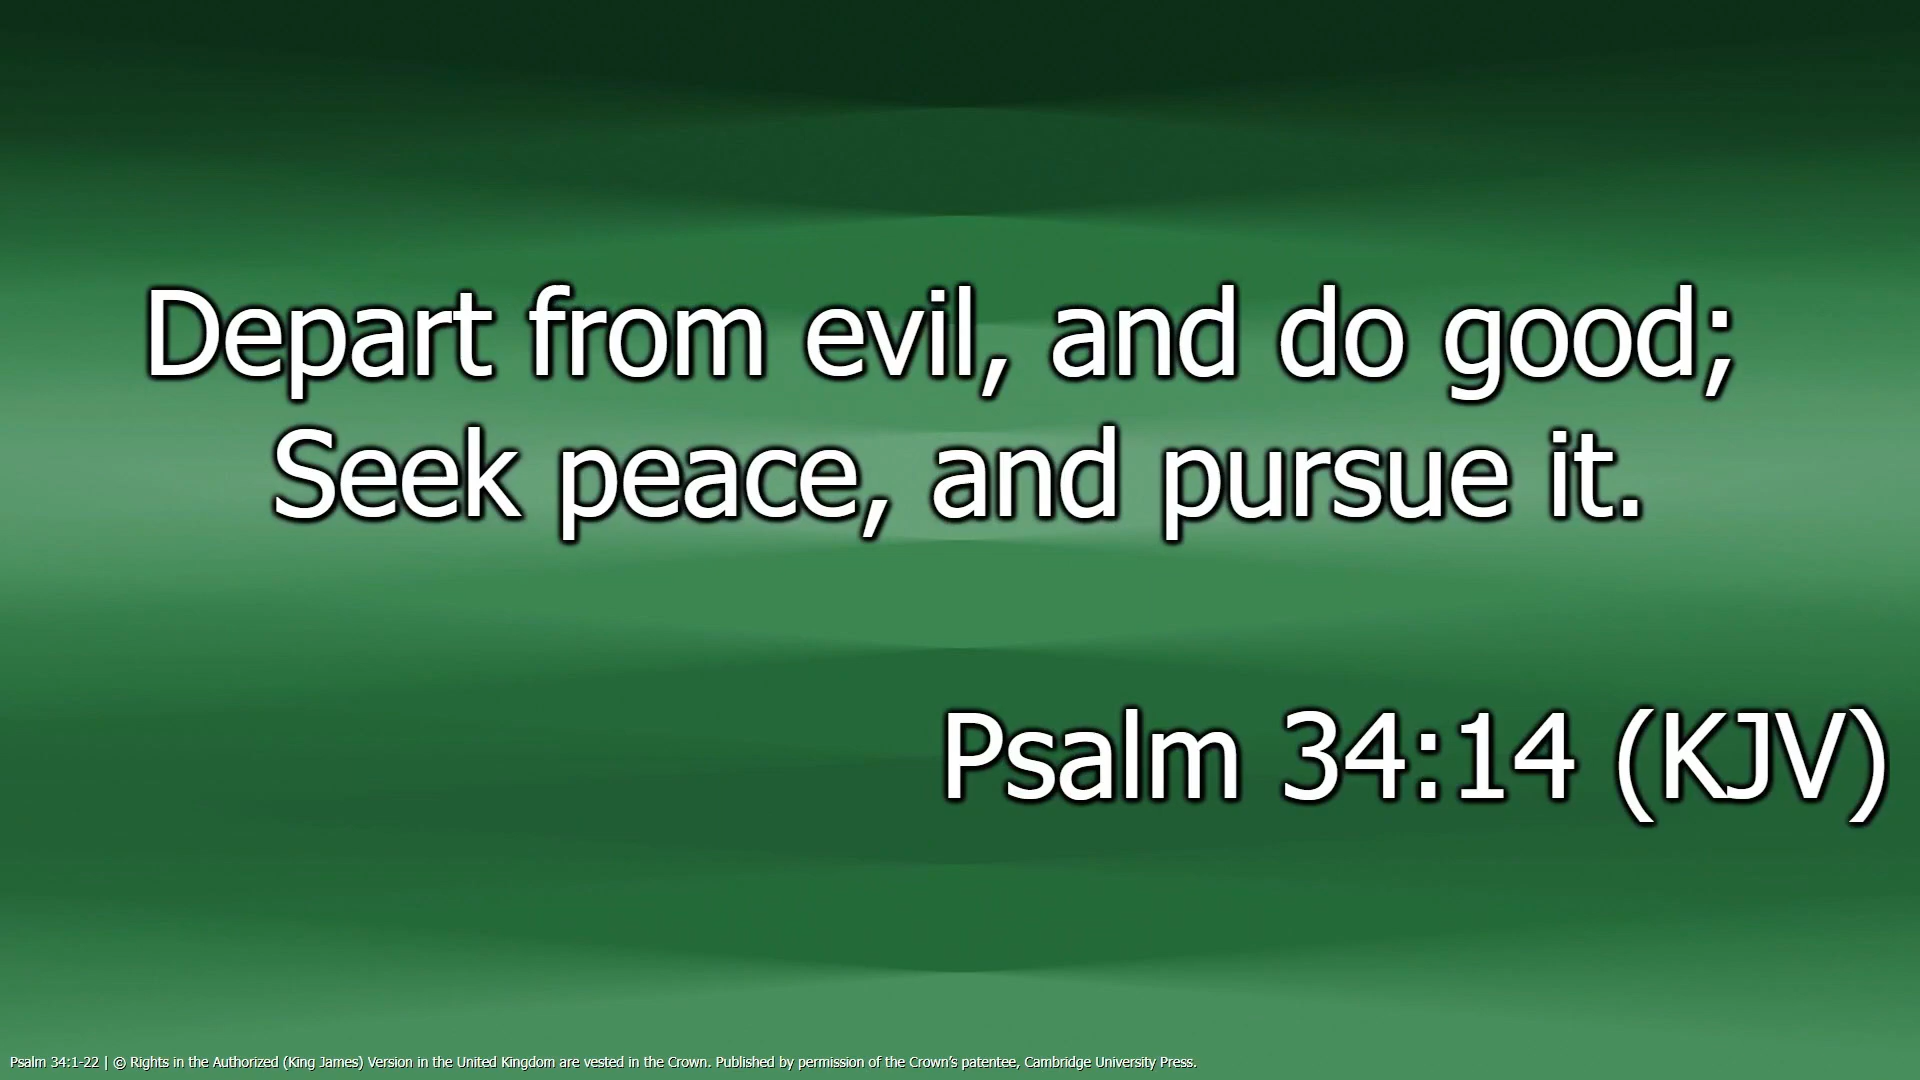 Depart from evil, and do good;
Seek peace, and pursue it.
Psalm 34:14 (KJV)
Psalm 34:1-22 | © Rights in the Authorized (King James) Version in the United Kingdom are vested in the Crown. Published by permission of the Crown’s patentee, Cambridge University Press.